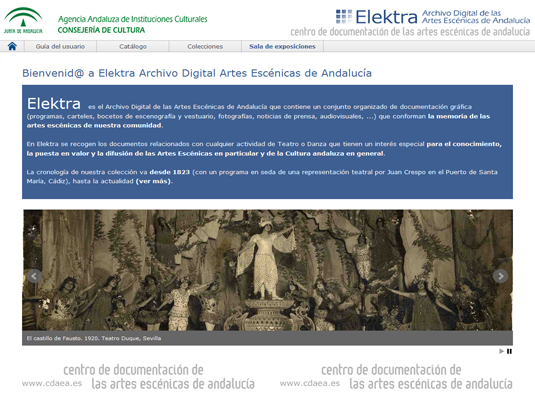 JUNTA DE ANDALUCIA
Agencia Andaluza de Instituciones Culturales
CONSEJERÍA DE CULTURA
Elektra Archivo Digital de las
Artes Escénicas de Andalucía
centro de documentación de las artes escénicas de andalucía
Guía del usuario Catálogo Colecciones Sala de exposiciones
Bienvenid@ a Elektra Archivo Digital Artes Escénicas de Andalucía
Elektra es el Archivo Digital de las Artes Escénicas de Andalucía que contiene un conjunto organizado de documentación gráfica
(programas, carteles, bocetos de escenografía y vestuario, fotografías, noticias de prensa, audiovisuales, ...) que conforman la memoria de las
artes escénicas de nuestra comunidad.
En Elektra se recogen los documentos relacionados con cualquier actividad de Teatro o Danza que tienen un interés especial para el conocimiento,
la puesta en valor y la difusión de las Artes Escénicas en particular y de la Cultura andaluza en general.
La cronología de nuestra colección va desde 1823 (con un programa en seda de una representación teatral por Juan Crespo en el Puerto de Santa
María, Cádiz), hasta la actualidad (ver más).
El castillo de Fausto. 1920. Teatro Duque, Sevilla
centro de documentación de
www.cdaea.es las artes escénicas de andalucía
centro de documentación de
www.cdaea.es las artes escénicas de andalucía